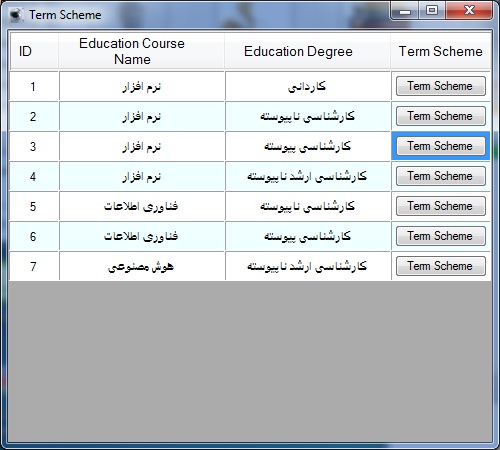 Term Scheme
ID Education Course Name Education Degree Term Scheme
1 نرم افزار کاردانی Term Scheme
2 نرم افزار کارشناسی ناپیوسته Term Scheme
3 نرم افزار کارشناسی پیوسته Term Scheme
4 نرم افزار کارشناسی ارشد ناپیوسته Term Scheme
5 فناوری اطلاعات کارشناسی ناپیوسته Term Scheme
6 فناوری اطلاعات کارشناسی پیوسته Term Scheme
7 هوش مصنوعی کارشناسی ارشد ناپیوسته Term Scheme